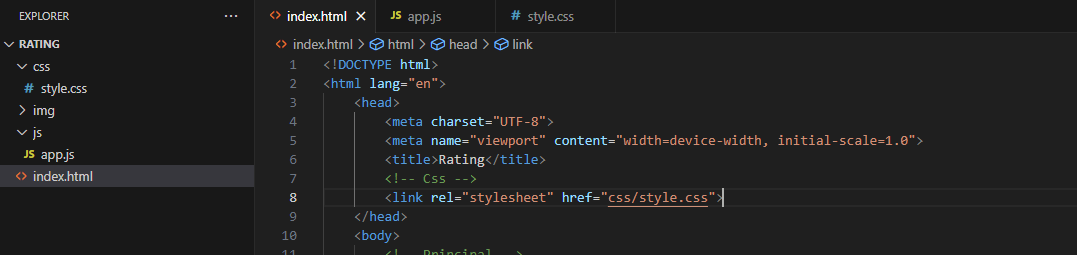 EXPLORER ...
RATING
css
# style.css
img
js
JS app.js
<> index.html
<> index.html ×
JS app.js
# style.css
<> index.html > html > head > link
1 <!DOCTYPE html>
2 <html lang="en">
3 <head>
4 <meta charset="UTF-8">
5 <meta name="viewport" content="width=device-width, initial-scale=1.0">
6 <title>Rating</title>
7 <!-- Css -->
8 <link rel="stylesheet" href="css/style.css">
9 </head>
10 <body>
11 <!-- Principal -->